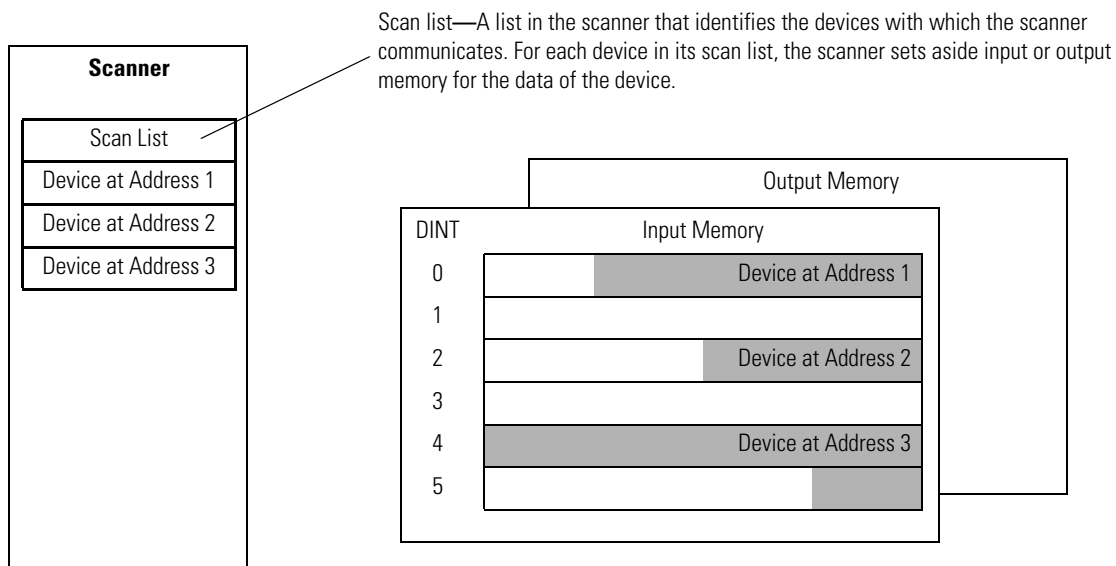 Scan list—A list in the scanner that identifies the devices with which the scanner
communicates. For each device in its scan list, the scanner sets aside input or output
memory for the data of the device.
Scanner
Scan List
Device at Address 1
Device at Address 2
Device at Address 3
Output Memory
DINT Input Memory
0 Device at Address 1
1
2 Device at Address 2
3
4 Device at Address 3
5